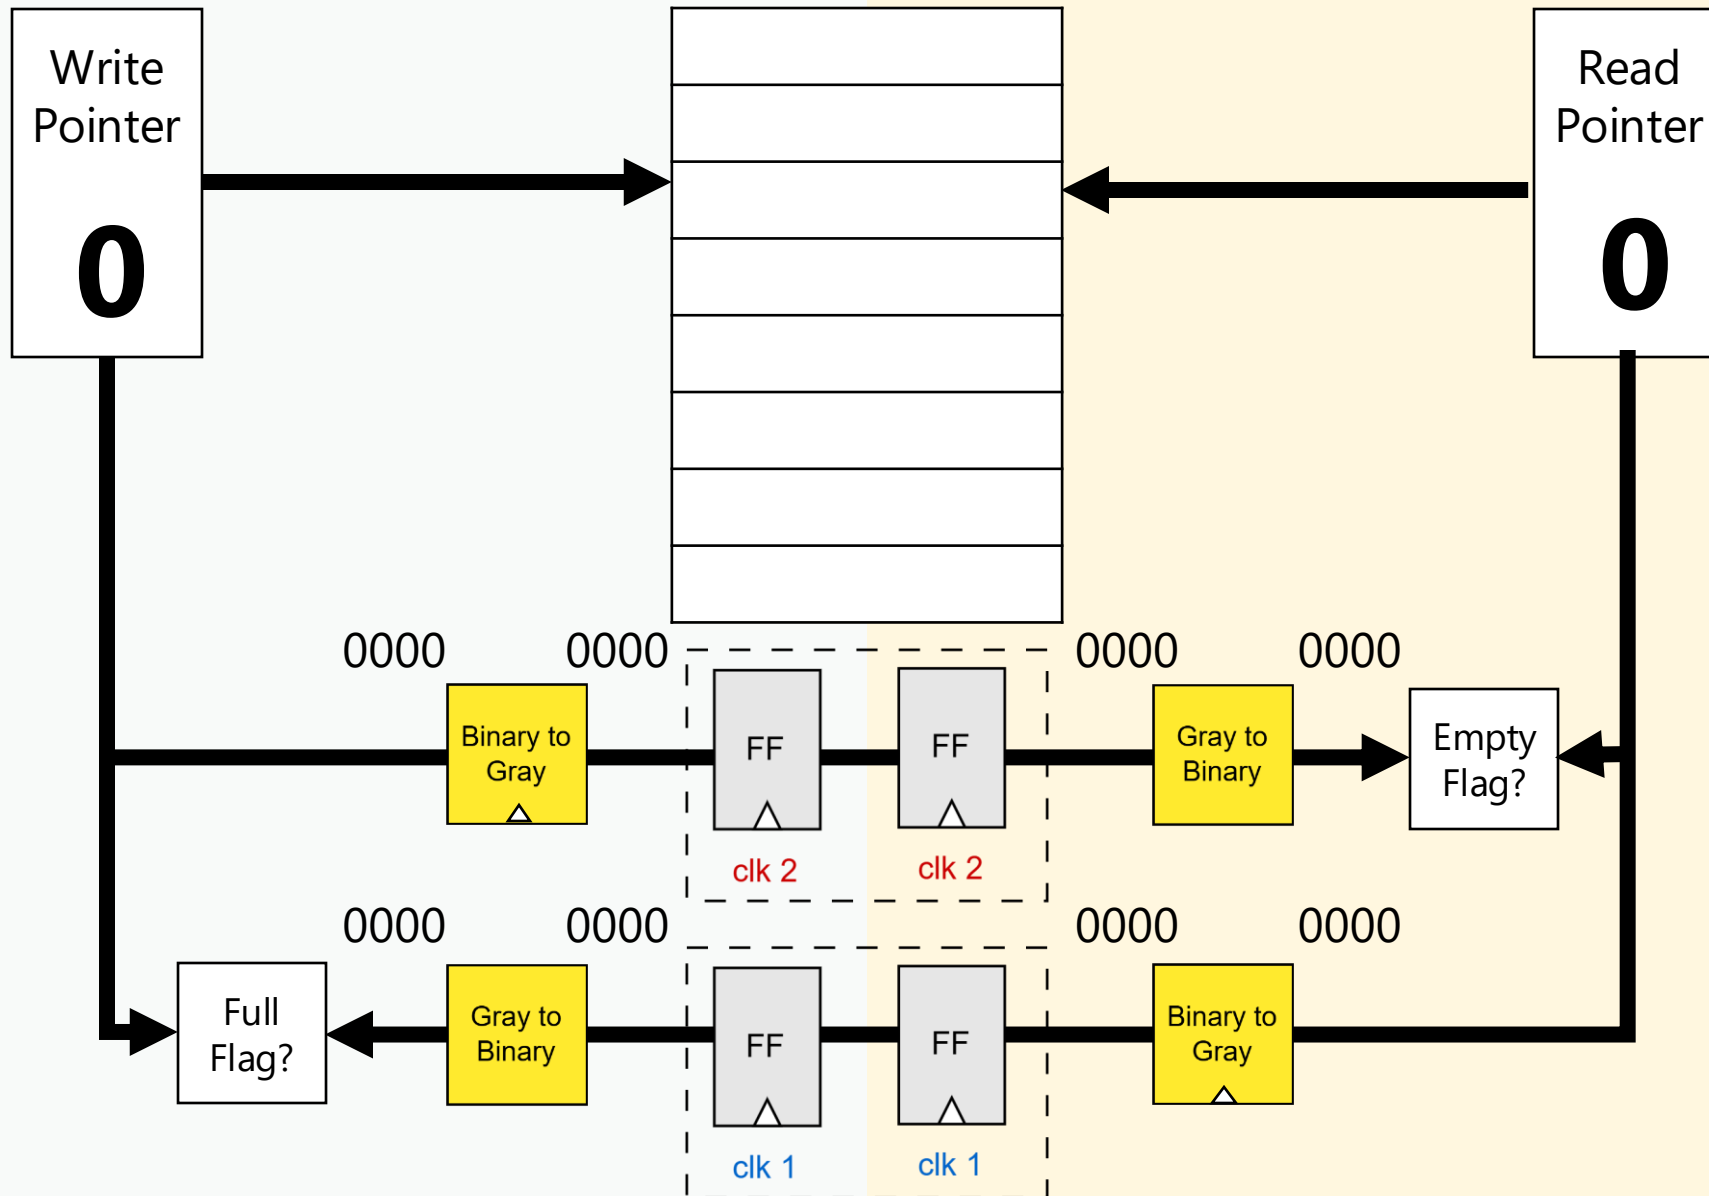 Write
Pointer
0
Read
Pointer
0
0000
0000
0000
0000
Binary to
Gray
FF
FF
Gray to
Binary
Empty
Flag?
clk 2
clk 2
0000
0000
0000
0000
Full
Flag?
Gray to
Binary
FF
FF
Binary to
Gray
clk 1
clk 1